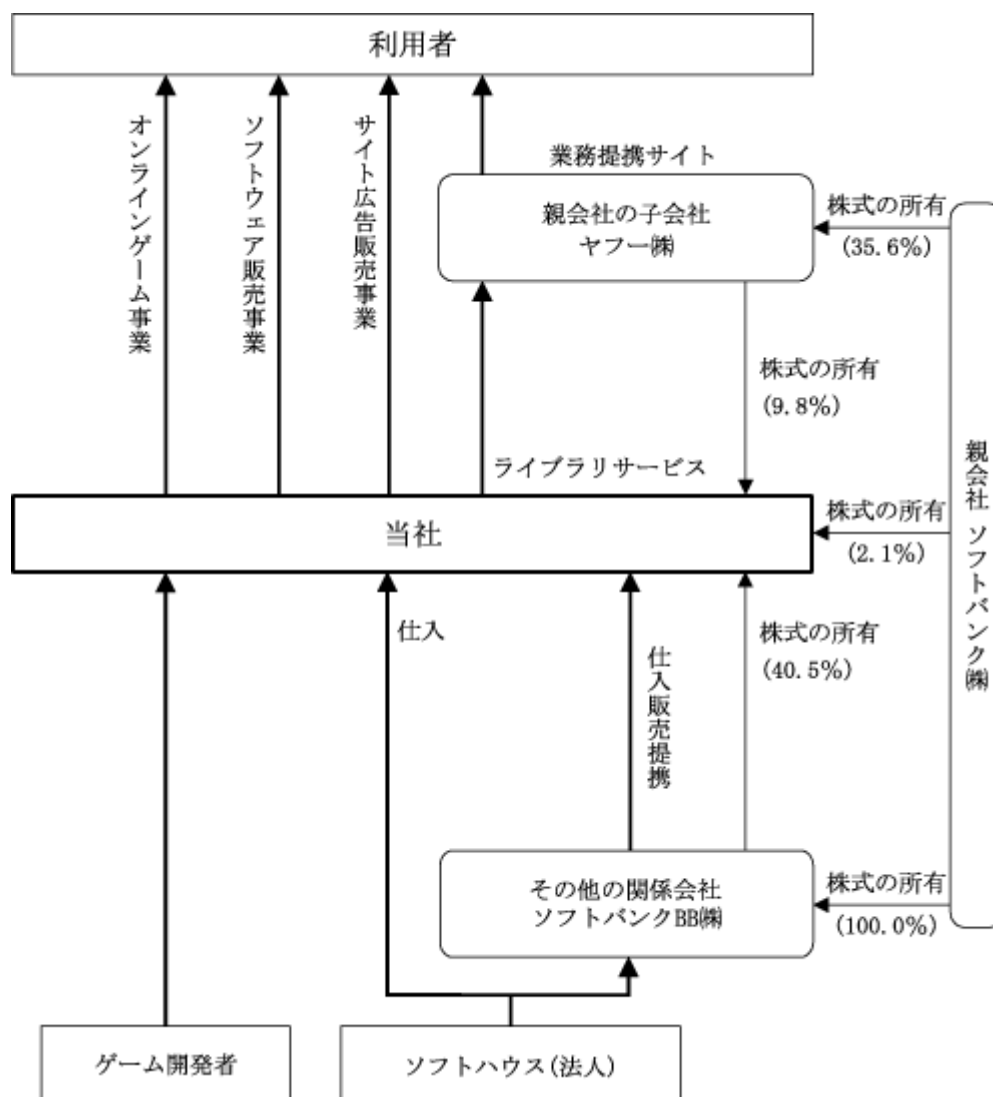 利用者
オンラインゲーム事業
ソフトウェア販売事業
サイト広告販売事業
業務提携サイト
親会社の子会社
ヤフー㈱
株式の所有
(35.6%)
株式の所有
(9.8%)
ライブラリサービス
当社
株式の所有
(2.1%)
親会社 ソフトバンク㈱
仕入
仕入販売提携
株式の所有
(40.5%)
その他の関係会社
ソフトバンクBB㈱
株式の所有
(100.0%)
ゲーム開発者
ソフトハウス(法人)